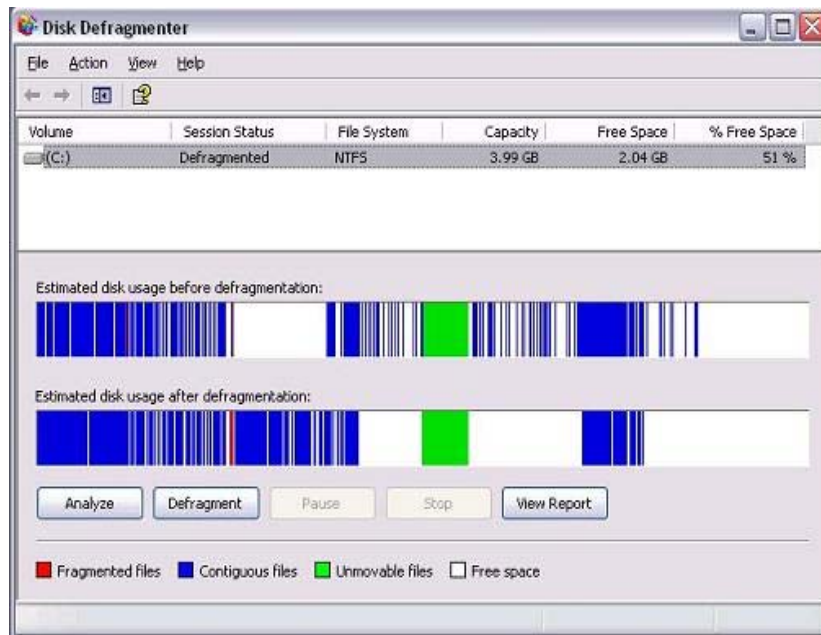 Disk Defragmenter
File Action View Help
Volume Session Status File System Capacity Free Space % Free Space
(C:) Defragmented NTFS 3.99 GB 2.04 GB 51 %
Estimated disk usage before defragmentation:
Estimated disk usage after defragmentation:
Analyze Defragment Pause Stop View Report
Fragmented files Contiguous files Unmovable files Free space